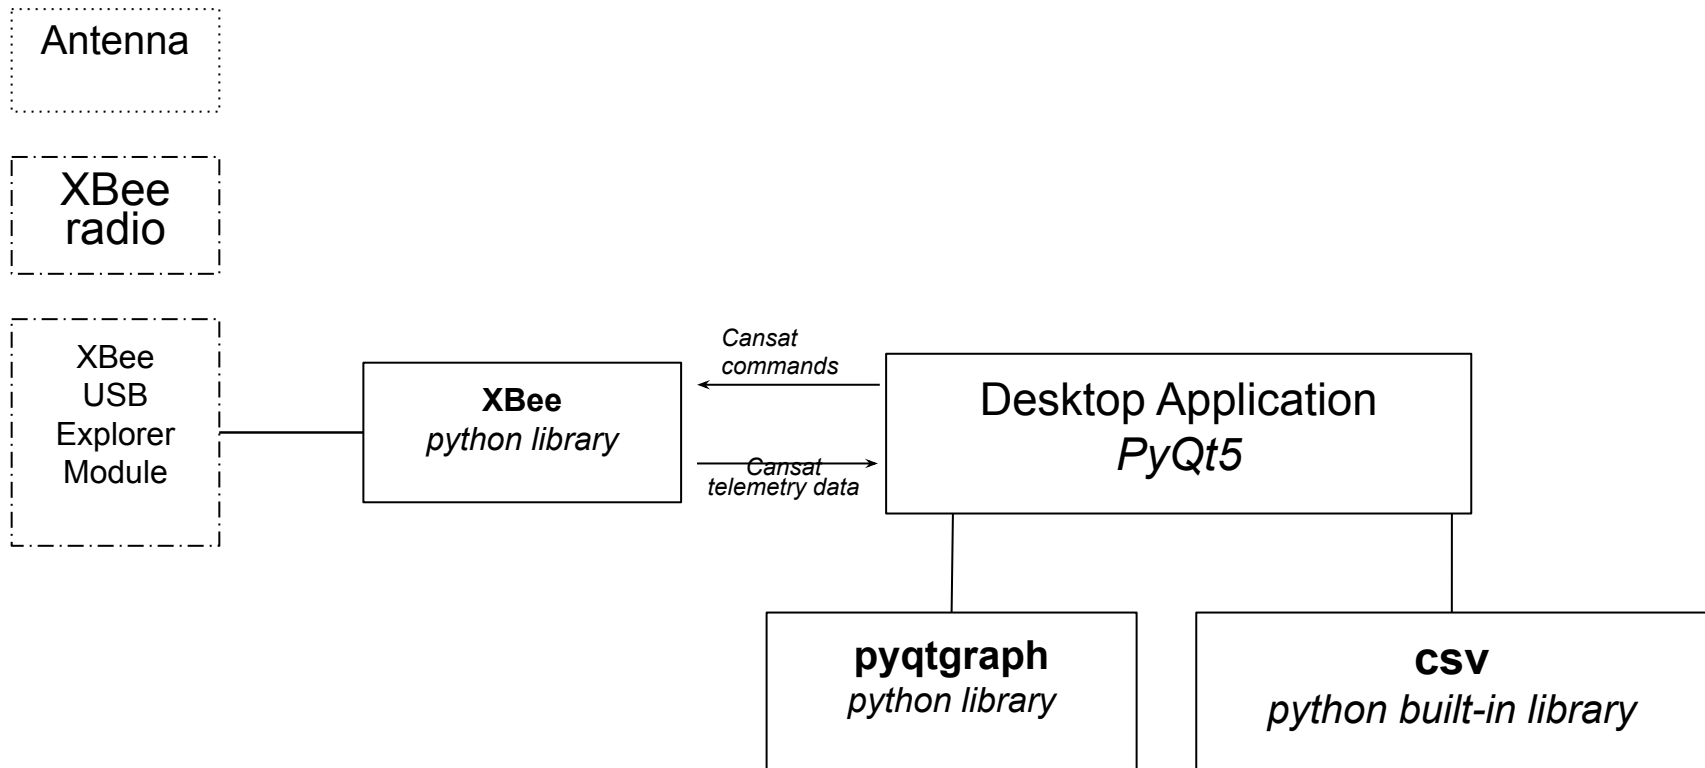 Antenna
XBee
radio
XBee
USB
Explorer
Module
XBee
python library
Cansat
commands
Cansat
telemetry data
Desktop Application
PyQt5
pyqtgraph
python library
csv
python built-in library